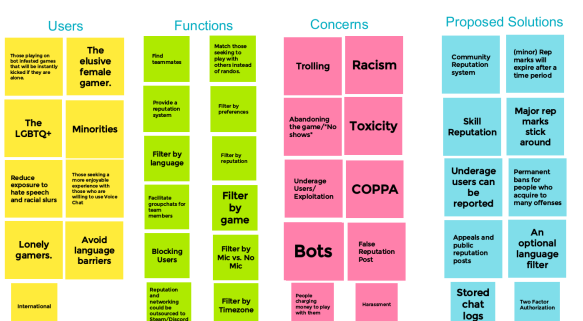 Users
Functions
Concerns
Proposed Solutions
Those playing on
bot infested games
that will be instantly
kicked if they are
alone.
The
elusive
female
gamer.
The
LGBTQ+
Minorities
Reduce
exposure to
hate speech
and racial slurs
Those seeking a
more enjoyable
experience with
those who are
willing to use Voice
Chat
Lonely
gamers.
Avoid
language
barriers
International
Find
teammates
Match those
seeking to
play with
others instead
of randos.
Provide a
reputation
system
Filter by
preferences
Filter by
language
Filter by
reputation
Facilitate
groupchats for
team
members
Filter
by
game
Blocking
Users
Filter by
Mic vs. No
Mic
Reputation
and
networking
could be
outsourced to
Steam/Discord
Filter by
Timezone
Trolling
Racism
Abandoning
the game/"No
shows"
Toxicity
Underage
Users/
Exploitation
COPPA
Bots
False
Reputation
Post
People
charging
money to play
with them
Harassment
Community
Reputation
system
(minor) Rep
marks will
expire after a
time period
Skill
Reputation
Major rep
marks
stick
around
Underage
users can
be
reported
Permanent
bans for
people who
acquire to
many offenses
Appeals and
public
reputation
posts
An
optional
language
filter
Stored
chat
logs
Two Factor
Authorization